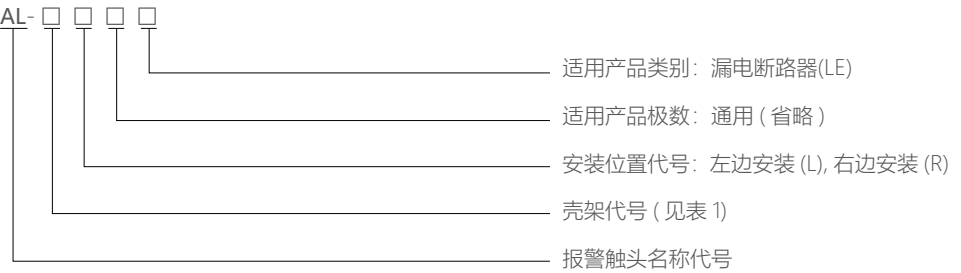 AL-□ □ □ □
适用产品类别：漏电断路器(LE)
适用产品极数：通用 ( 省略 )
安装位置代号：左边安装 (L), 右边安装 (R)
壳架代号 ( 见表 1)
报警触头名称代号